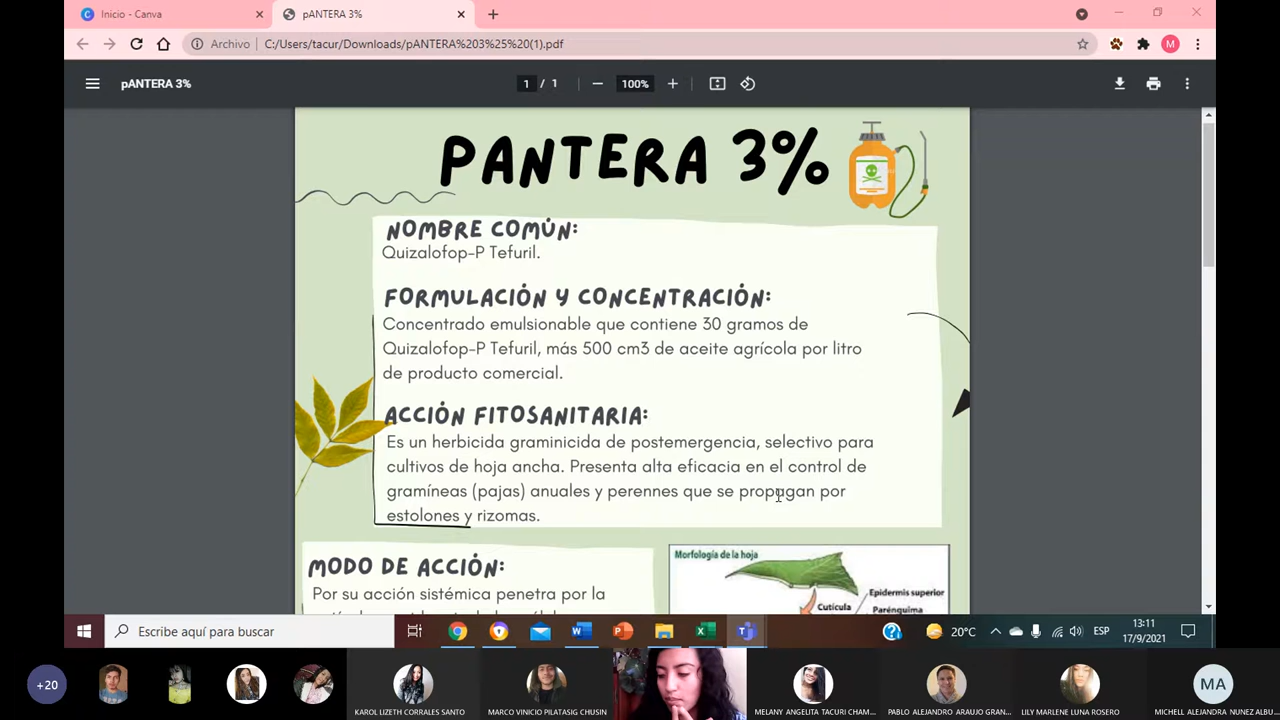 Inicio - Canva
pANTERA 3%
Archivo
C:/Users/tacur/Downloads/pANTERA%203%25%20(1).pdf
M
pANTERA 3%
1 / 1
100%
PANTERA 3%
NOMBRE COMÚN:
Quizalofop-P Tefuril.
FORMULACIÓN Y CONCENTRACIÓN:
Concentrado emulsionable que contiene 30 gramos de
Quizalofop-P Tefuril, más 500 cm3 de aceite agrícola por litro
de producto comercial.
ACCIÓN FITOSANITARIA:
Es un herbicida graminicida de postemergencia, selectivo para
cultivos de hoja ancha. Presenta alta eficacia en el control de
gramíneas (pajas) anuales y perennes que se propagan por
estolones y rizomas.
MODO DE ACCIÓN:
Por su acción sistémica penetra por la
Morfología de la hoja
Epidermis superior
Cutícula
Parénquima
Escribe aquí para buscar
20°C
ESP
13:11
17/9/2021
+20
KAROL LIZETH CORRALES SANTO
MARCO VINICIO PILATASIG CHUSIN
MELANY ANGELITA TACURI CHAM...
PABLO ALEJANDRO ARAUJO GRAN...
LILY MARLENE LUNA ROSERO
MA
MICHELL ALEJANDRA NUNEZ ALBU...